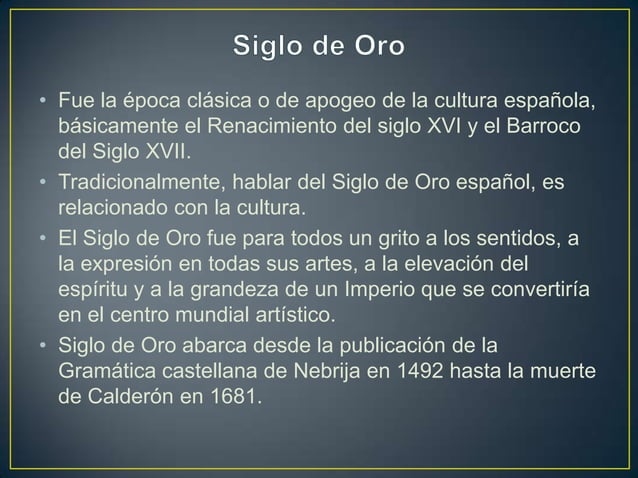 Siglo de Oro
• Fue la época clásica o de apogeo de la cultura española,
básicamente el Renacimiento del siglo XVI y el Barroco
del Siglo XVII.
• Tradicionalmente, hablar del Siglo de Oro español, es
relacionado con la cultura.
• El Siglo de Oro fue para todos un grito a los sentidos, a
la expresión en todas sus artes, a la elevación del
espíritu y a la grandeza de un Imperio que se convertiría
en el centro mundial artístico.
• Siglo de Oro abarca desde la publicación de la
Gramática castellana de Nebrija en 1492 hasta la muerte
de Calderón en 1681.